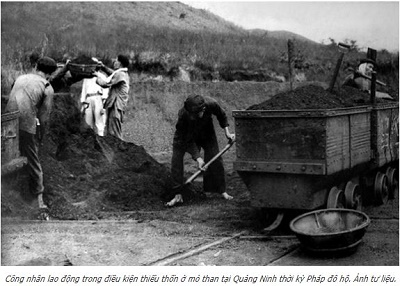 Công nhân lao động trong điều kiện thiếu thốn ở mỏ than tại Quảng Ninh thời kỳ Pháp đô hộ. Ảnh tư liệu.